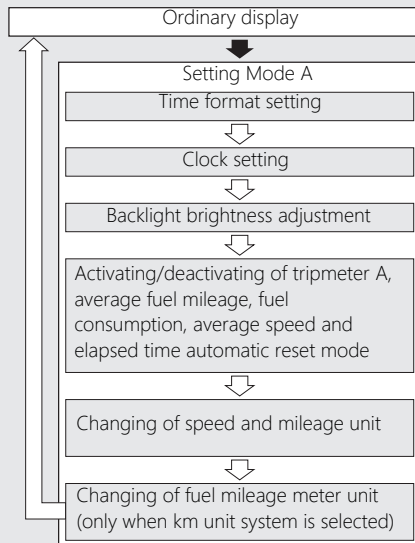 Ordinary display
Setting Mode A
Time format setting
Clock setting
Backlight brightness adjustment
Activating/deactivating of tripmeter A,
average fuel mileage, fuel
consumption, average speed and
elapsed time automatic reset mode
Changing of speed and mileage unit
Changing of fuel mileage meter unit
(only when km unit system is selected)